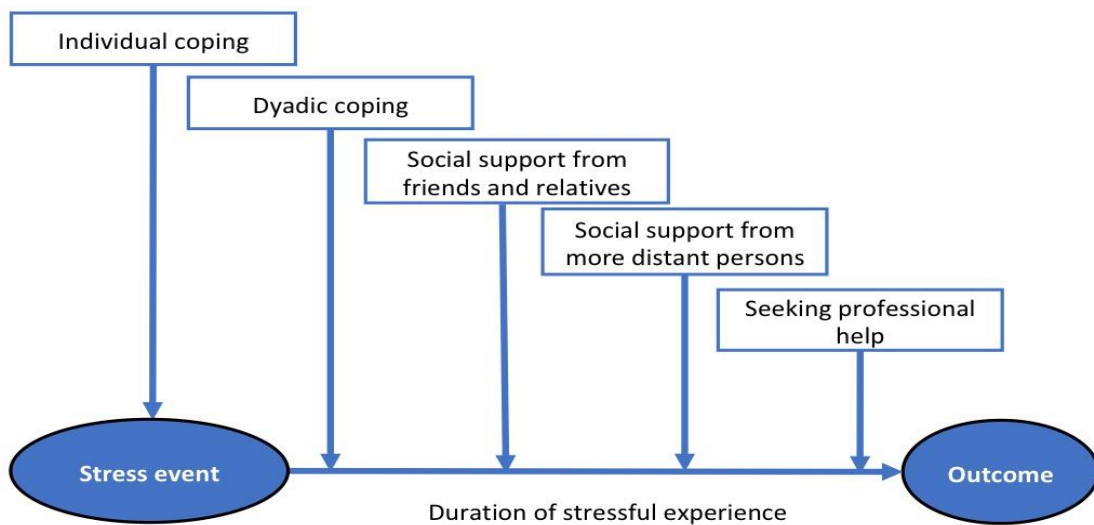 Individual coping
Dyadic coping
Social support from
friends and relatives
Social support from
more distant persons
Seeking professional
help
Stress event
Outcome
Duration of stressful experience